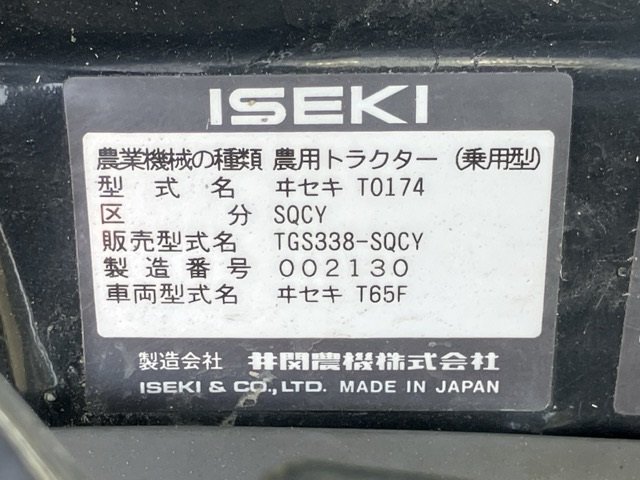 ISEKI
農業機械の種類 農用トラクター (乗用型)
型式名 ヰセキ T0174
区分 SQCY
販売型式名 TGS338-SQCY
製造番号 002130
車両型式名 ヰセキ T65F
製造会社 井関農機株式会社
ISEKI & CO., LTD. MADE IN JAPAN